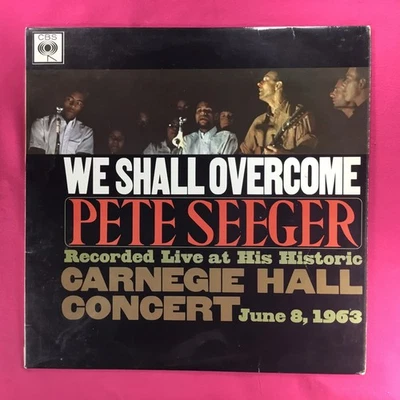 CBS
WE SHALL OVERCOME
PETE SEEGER
Recorded Live at His Historic
CARNEGIE HALL
CONCERT June 8, 1963